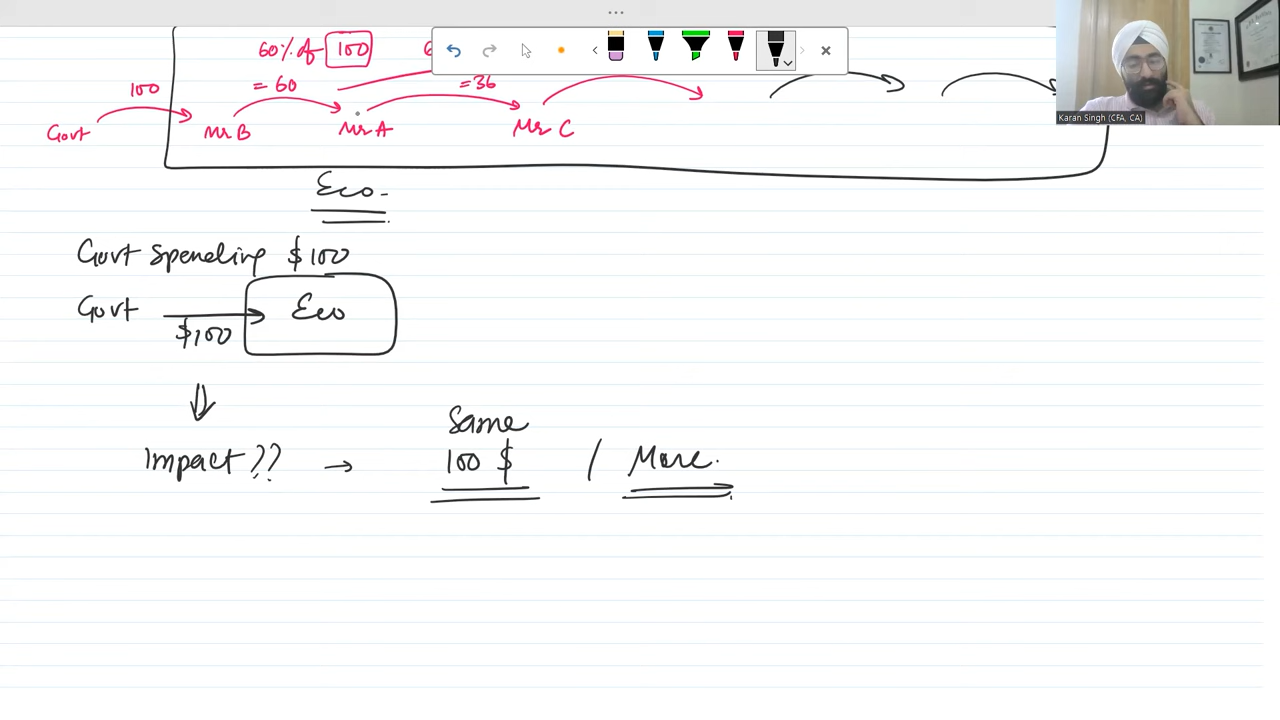 60% of 100
100
= 60
= 36
Govt
Mr B
Mr A
Mr C
Karan Singh (CFA, CA)
Eco.
Govt Spending $100
Govt
Eco
$100
Same
Impact ?? → 100 $ / More.